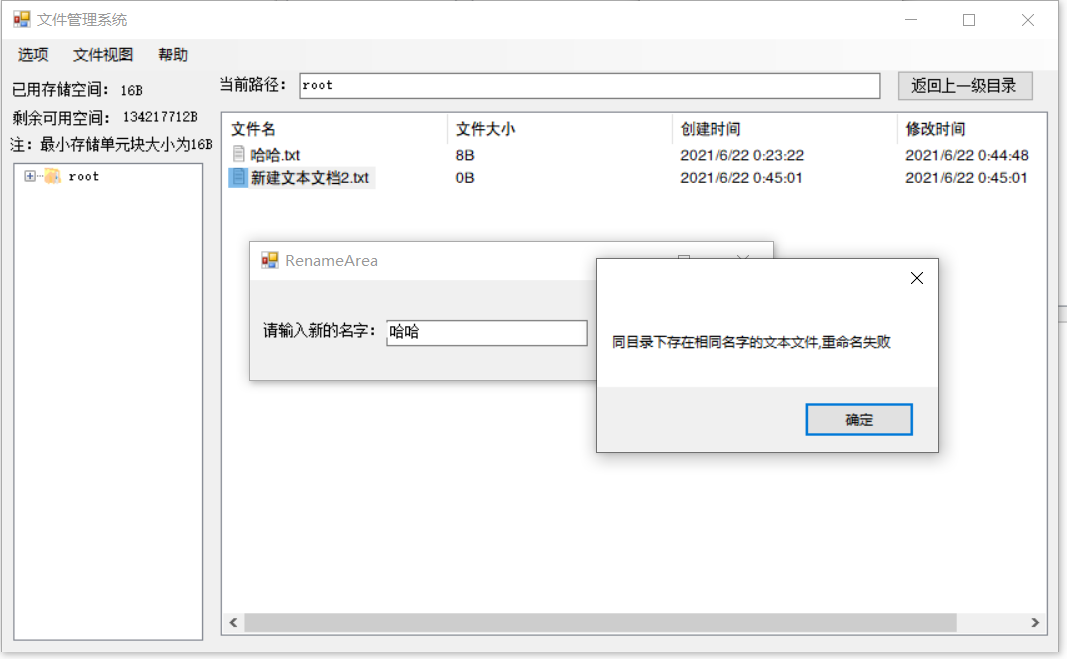 文件管理系统
选项 文件视图 帮助
已用存储空间: 16B
剩余可用空间: 134217712B
注: 最小存储单元块大小为16B
root
当前路径: root 返回上一级目录
文件名 文件大小 创建时间 修改时间
哈哈.txt 8B 2021/6/22 0:23:22 2021/6/22 0:44:48
新建文本文档2.txt 0B 2021/6/22 0:45:01 2021/6/22 0:45:01
RenameArea
请输入新的名字: 哈哈
同目录下存在相同名字的文本文件,重命名失败
确定